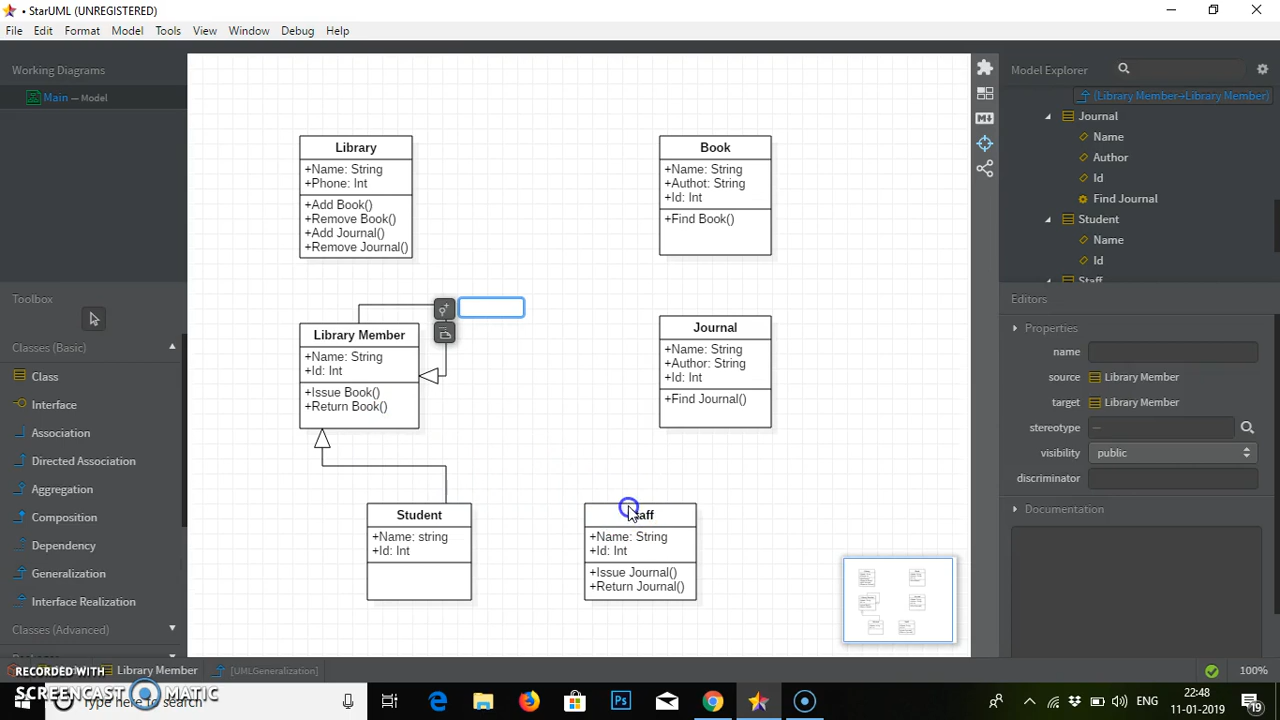 • StarUML (UNREGISTERED)
File Edit Format Model Tools View Window Debug Help
Working Diagrams
Main — Model
Toolbox
Classes (Basic)
Class
Interface
Association
Directed Association
Aggregation
Composition
Dependency
Generalization
Interface Realization
Classes (Advanced)
Library
+Name: String
+Phone: Int
+Add Book()
+Remove Book()
+Add Journal()
+Remove Journal()
Book
+Name: String
+Authot: String
+Id: Int
+Find Book()
Library Member
+Name: String
+Id: Int
+Issue Book()
+Return Book()
Journal
+Name: String
+Author: String
+Id: Int
+Find Journal()
Student
+Name: string
+Id: Int
Staff
+Name: String
+Id: Int
+Issue Journal()
+Return Journal()
Model Explorer
(Library Member→Library Member)
Journal
Name
Author
Id
Find Journal
Student
Name
Id
Staff
Editors
Properties
name
source Library Member
target Library Member
stereotype —
visibility public
discriminator
Documentation
Library Member [UMLGeneralization] 100%
RECORDED WITH
SCREENCAST MATIC
Type here to search
ENG 22:48
11-01-2019
19